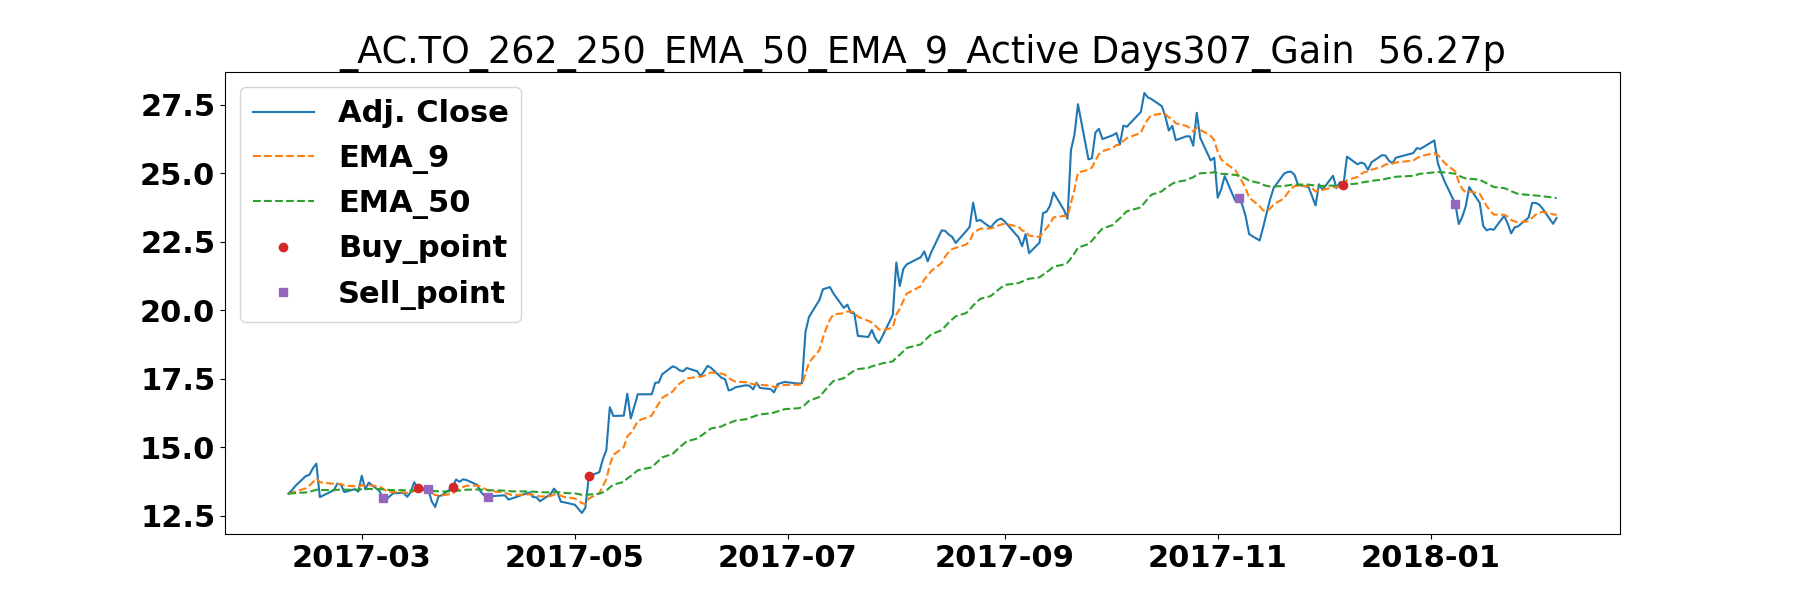 _AC.TO_262_250_EMA_50_EMA_9_Active Days307_Gain  56.27p
27.5
25.0
22.5
20.0
17.5
15.0
12.5
Adj. Close
EMA_9
EMA_50
Buy_point
Sell_point
2017-03 2017-05 2017-07 2017-09 2017-11 2018-01